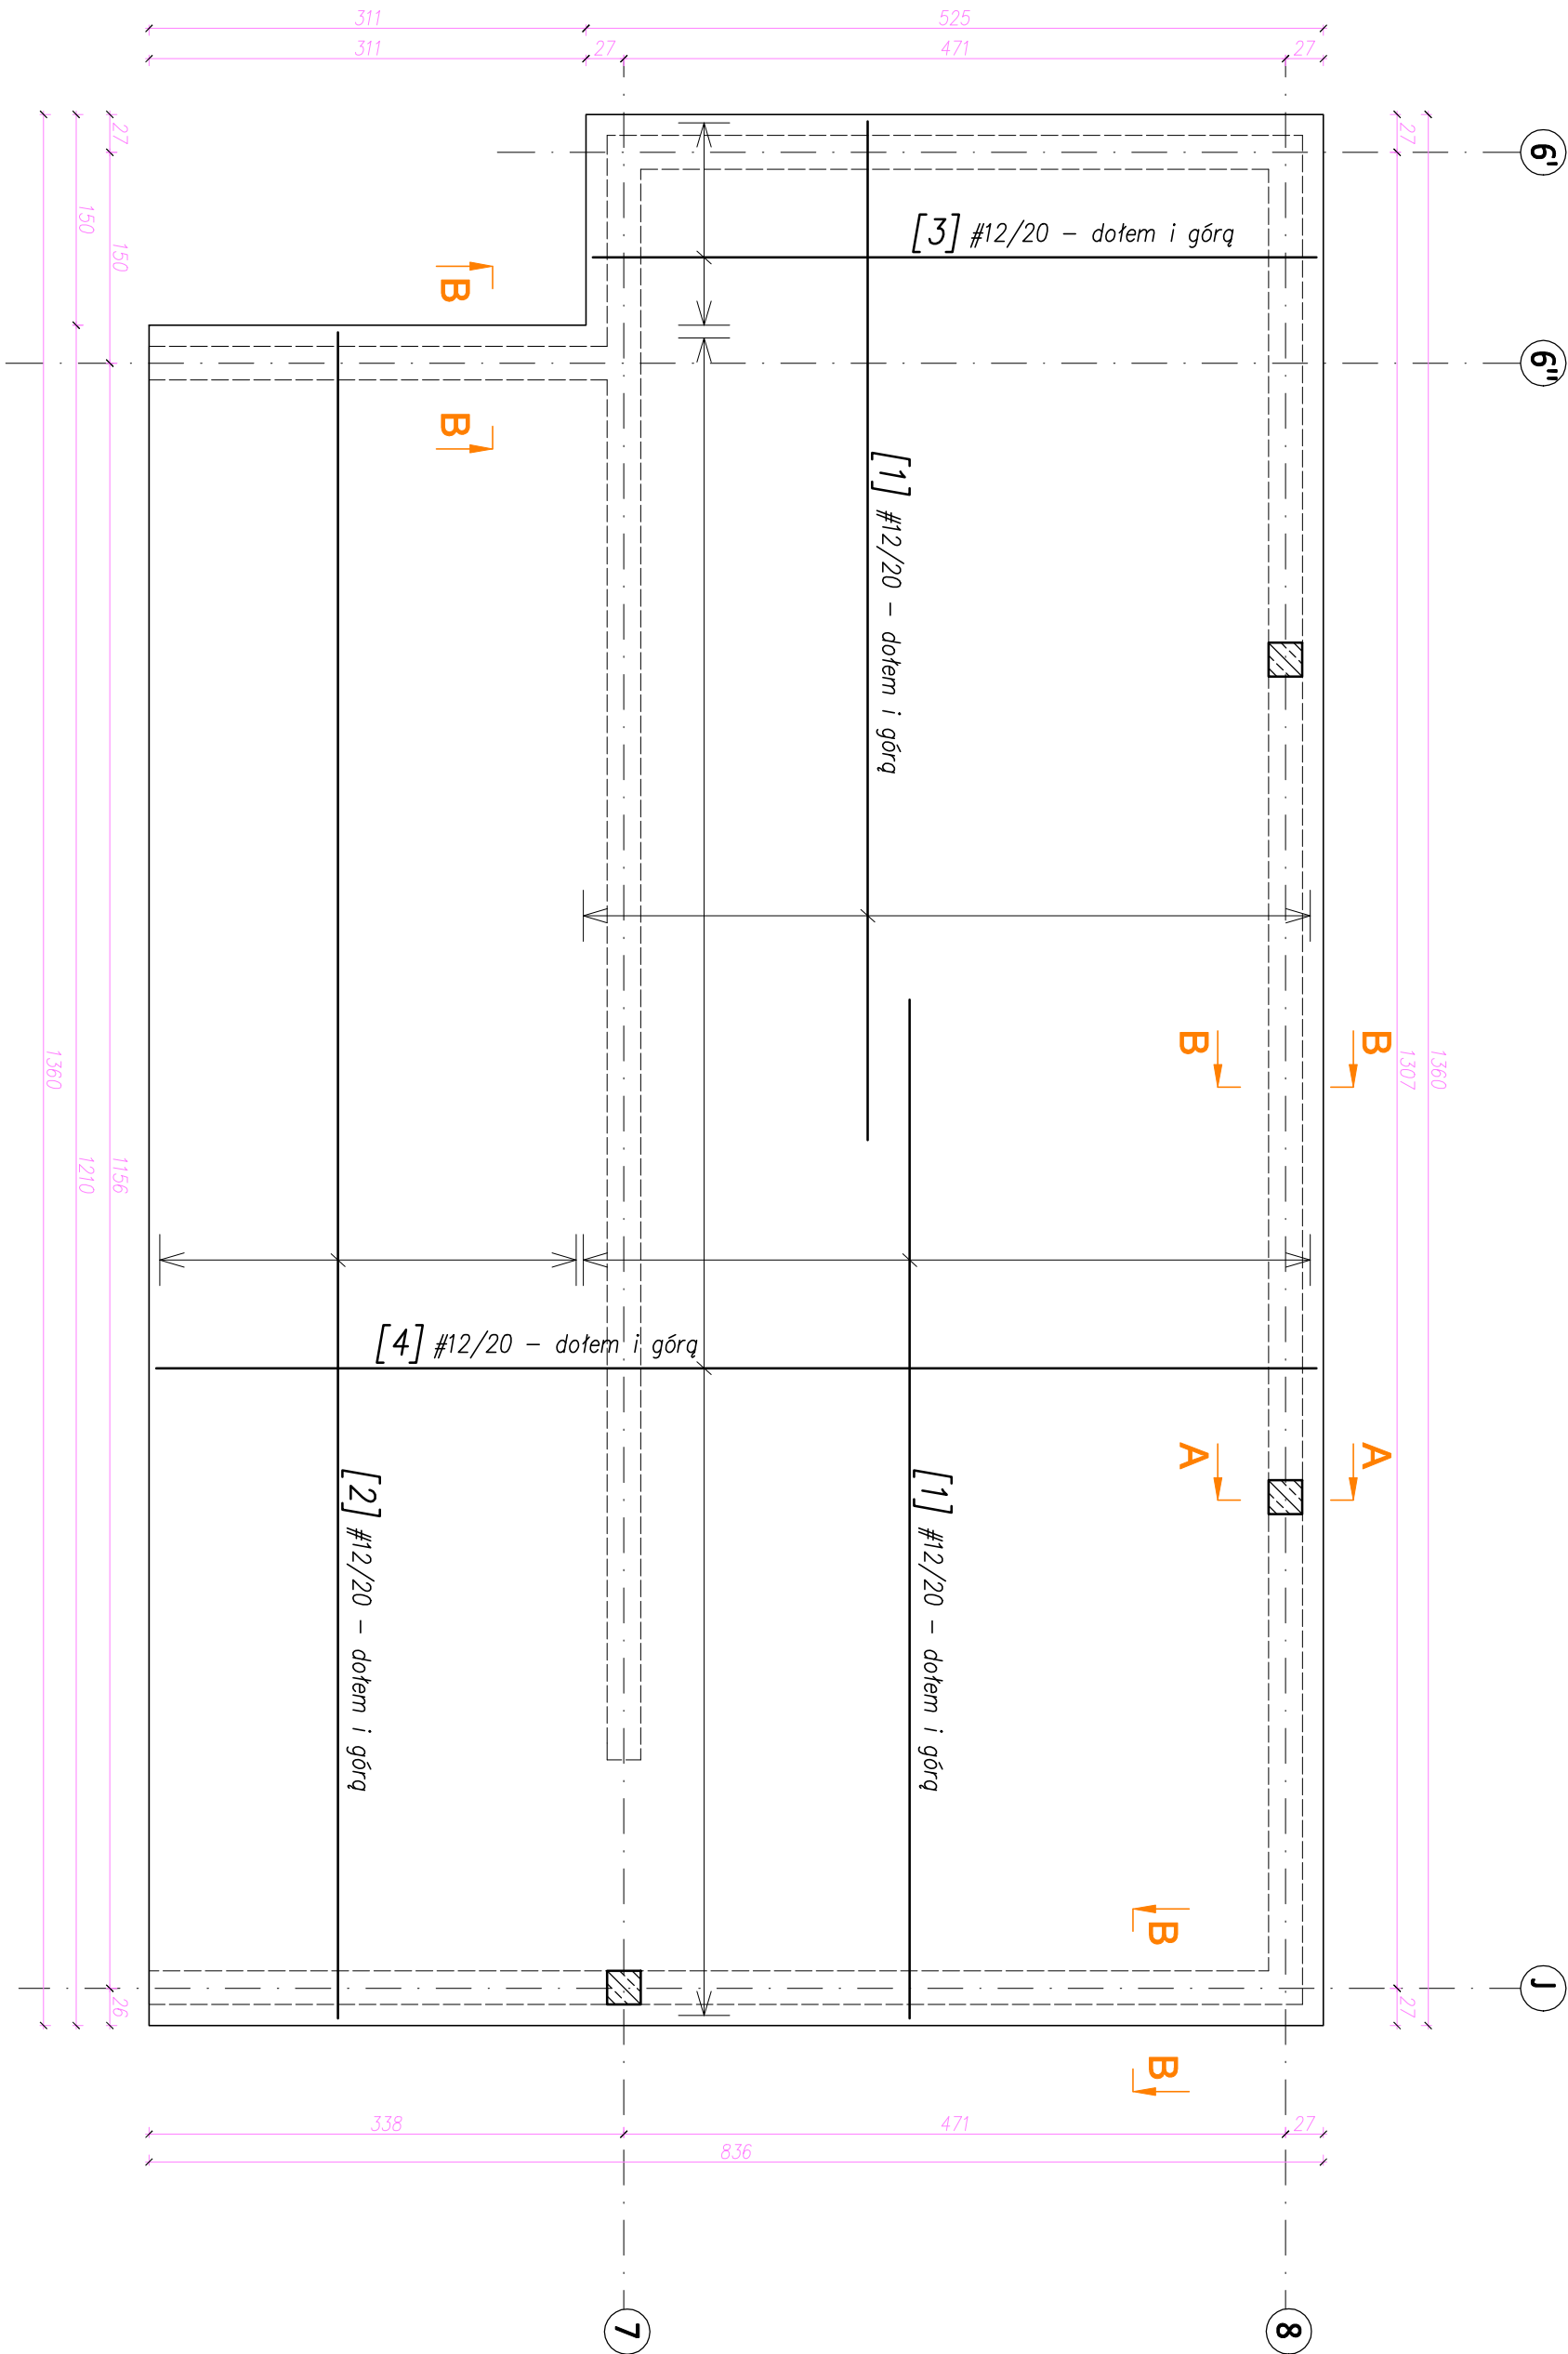 311
525
311
27
471
27
6'
6"
J
27
150
1156
26
150
1210
1360
27
1307
27
1360
[3] #12/20 - dołem i górą
B
B
[1] #12/20 - dołem i górą
B
B
[4] #12/20 - dołem i górą
A
A
[2] #12/20 - dołem i górą
[1] #12/20 - dołem i górą
B
B
338
471
27
836
7
8